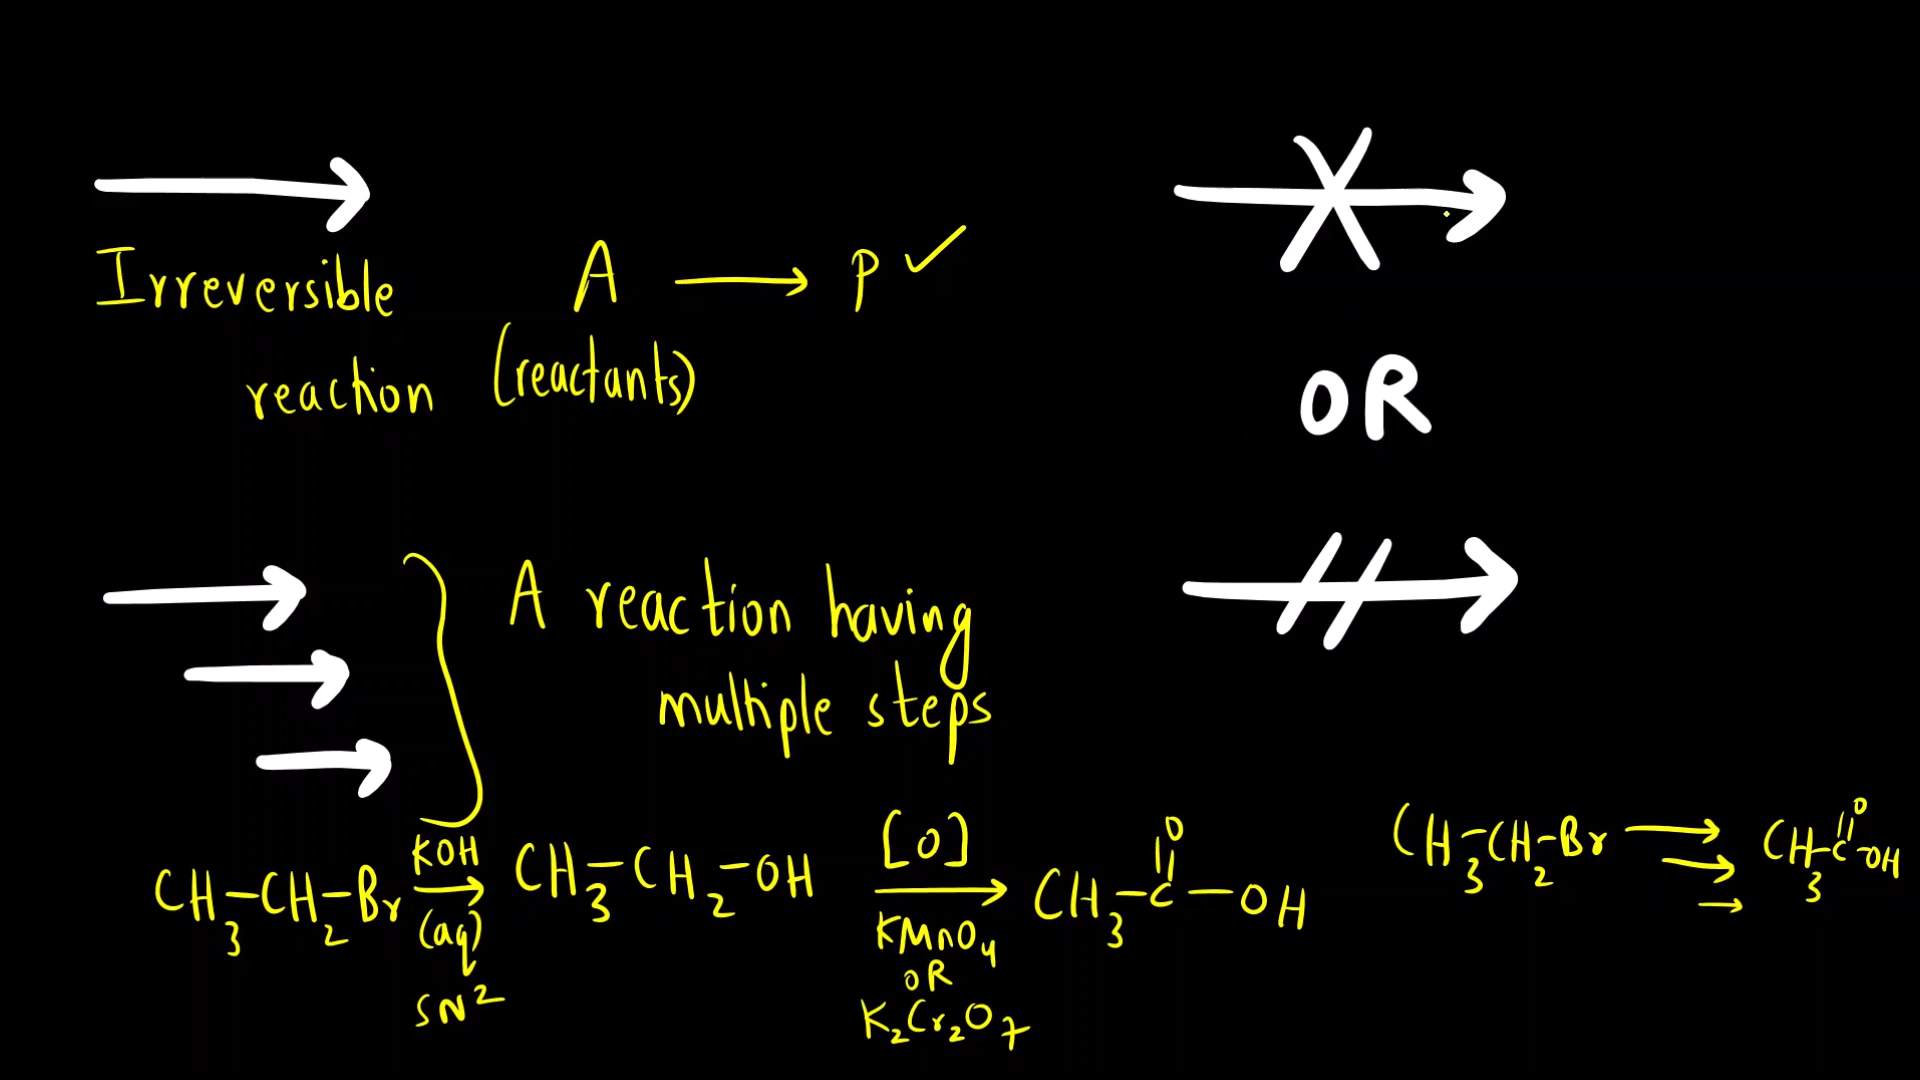 Irreversible
reaction
A ⟶ P ✓
(reactants)
OR
A reaction having
multiple steps
CH₃-CH₂-Br ⟶ CH₃-CH₂-OH ⟶ CH₃-C-OH
KOH
(aq)
SN²
[O]
KMnO₄
OR
K₂Cr₂O₇
O
CH₃-CH₂-Br ⟶ CH₃-C-OH
O